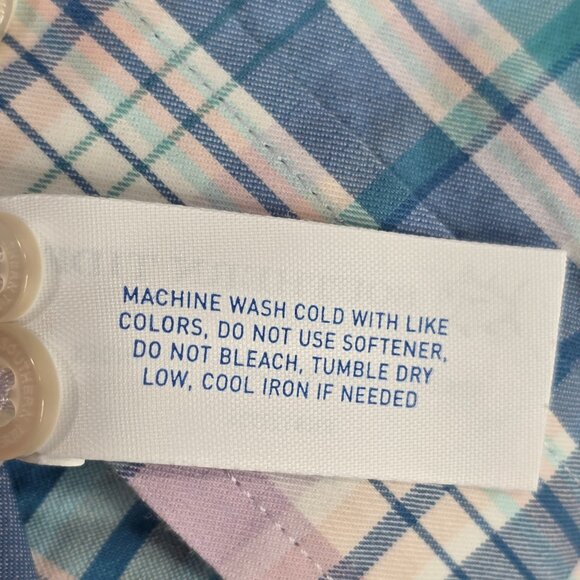 MACHINE WASH COLD WITH LIKE
COLORS, DO NOT USE SOFTENER,
DO NOT BLEACH, TUMBLE DRY
LOW, COOL IRON IF NEEDED